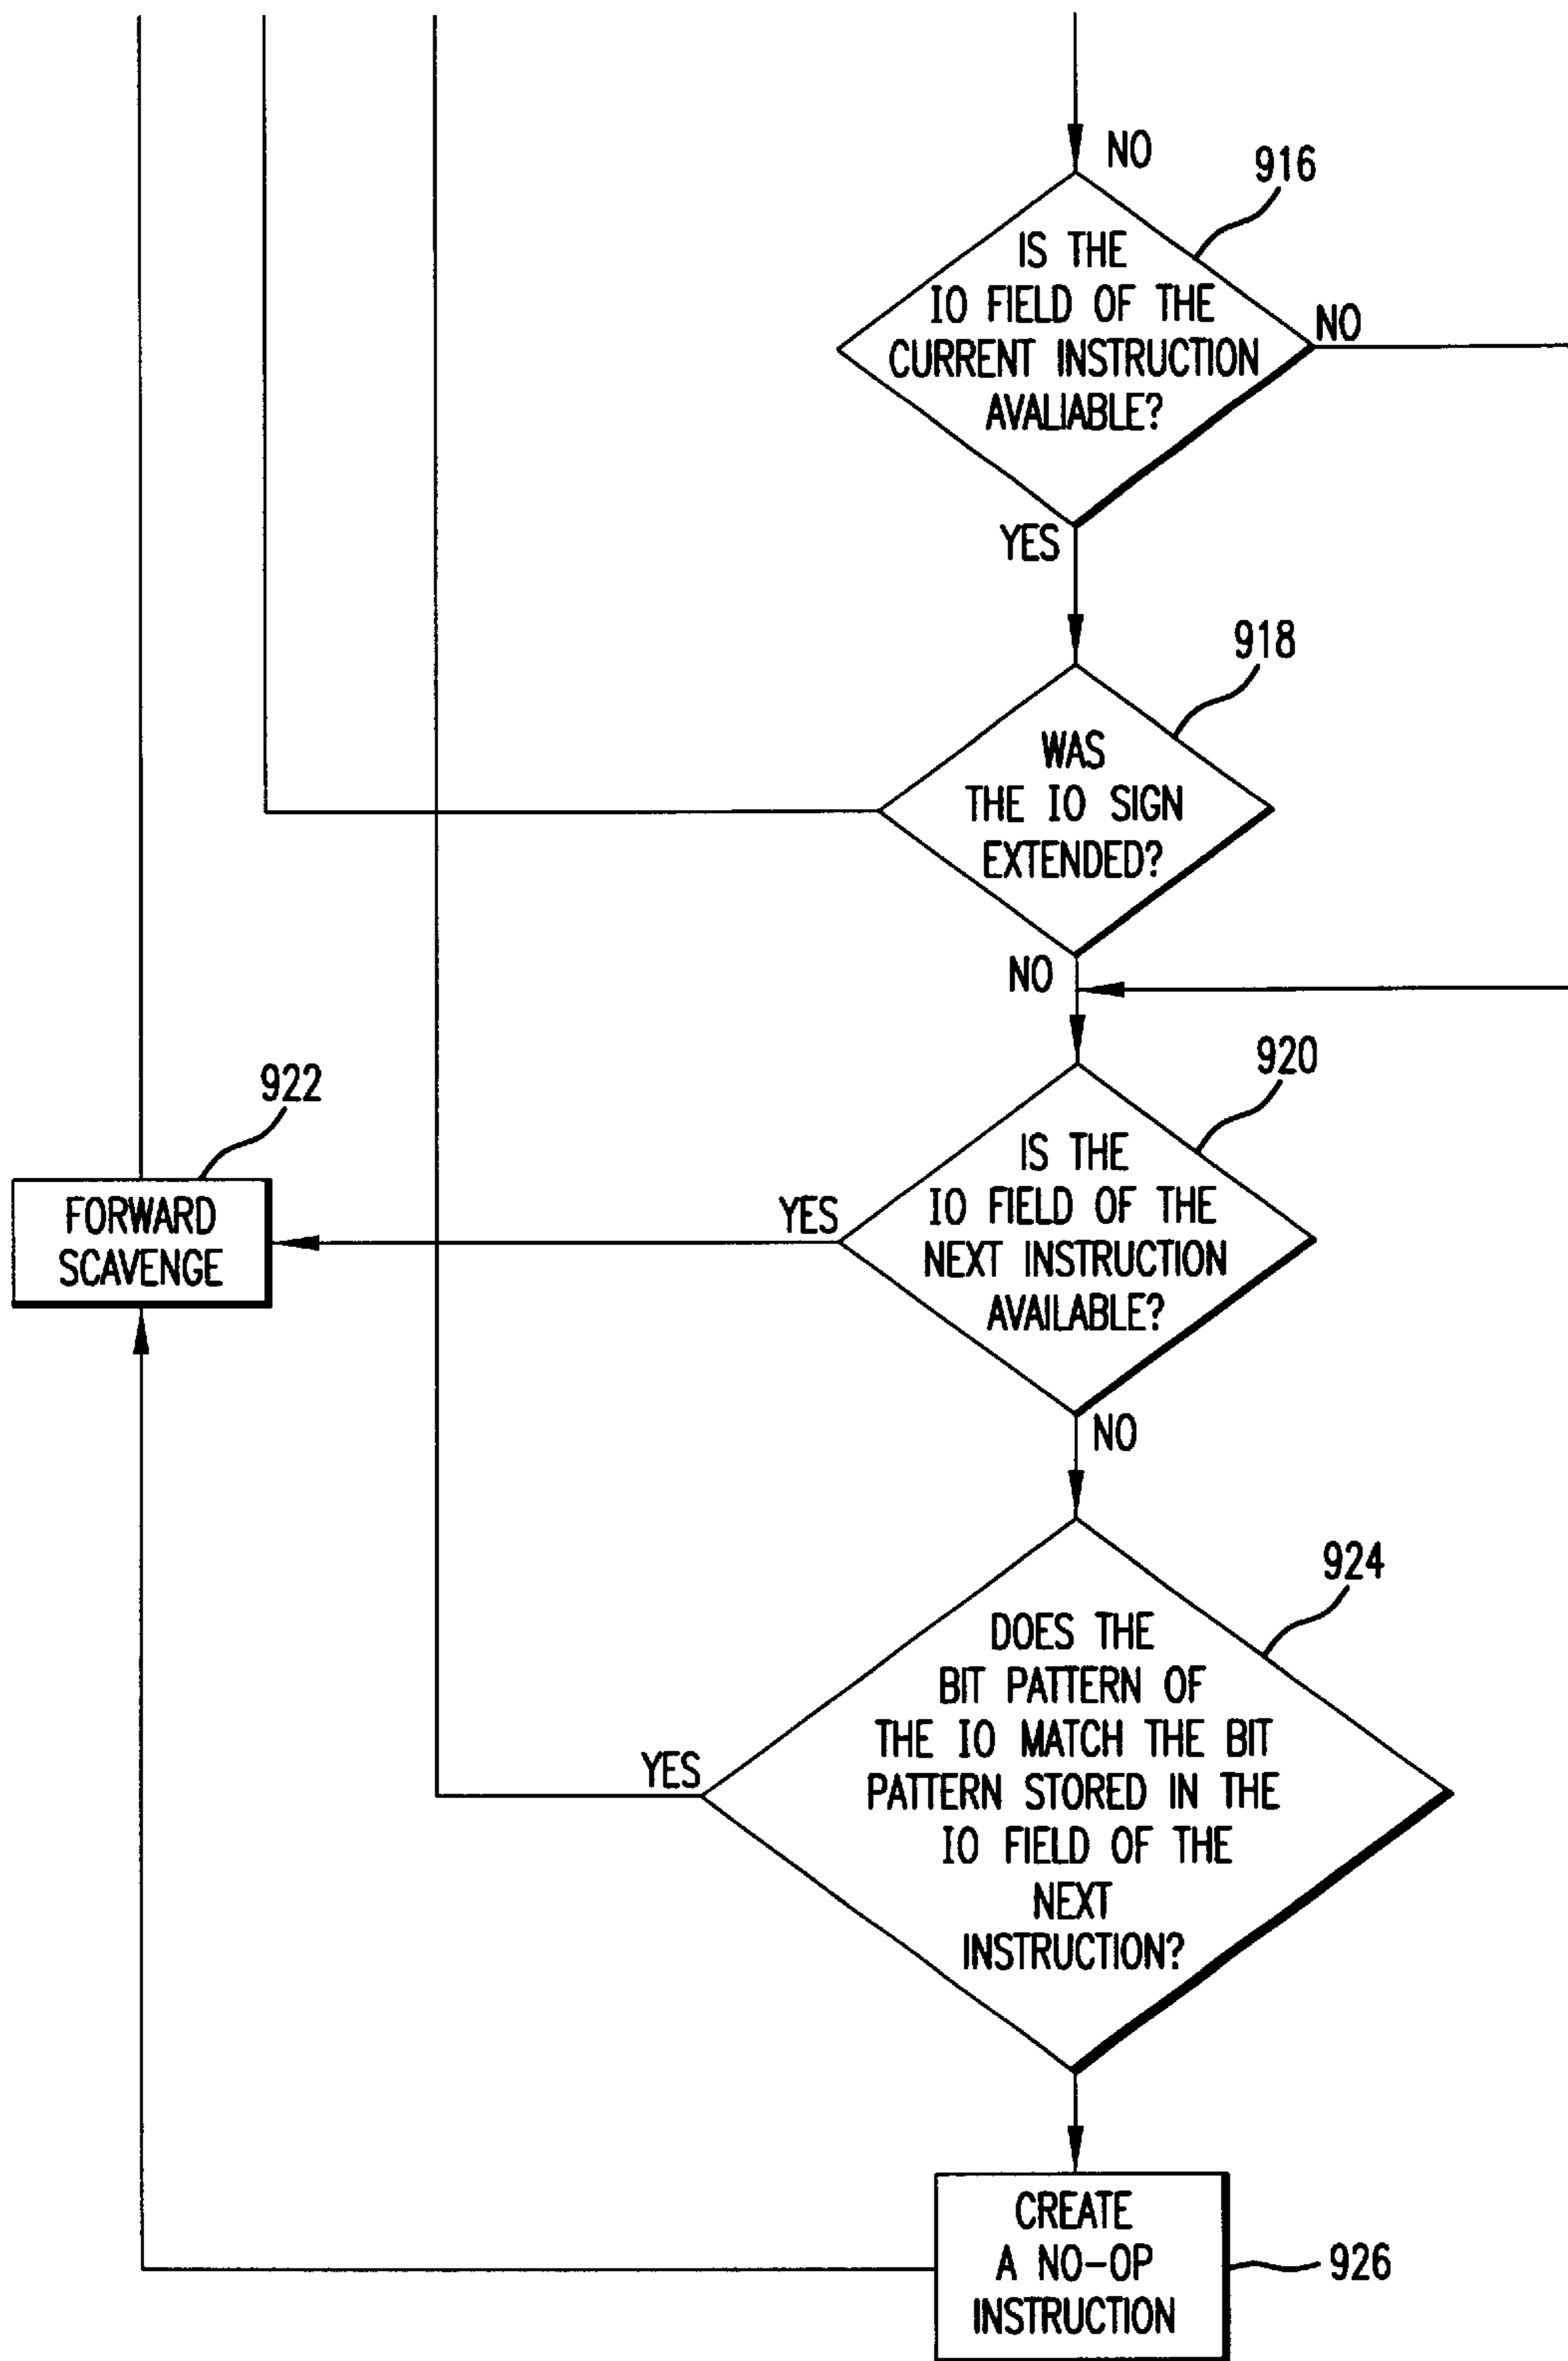 NO
916
IS THE
IO FIELD OF THE
CURRENT INSTRUCTION
AVALIABLE?
NO
YES
918
WAS
THE IO SIGN
EXTENDED?
NO
920
922
IS THE
IO FIELD OF THE
NEXT INSTRUCTION
AVAILABLE?
YES
FORWARD
SCAVENGE
NO
924
DOES THE
BIT PATTERN OF
THE IO MATCH THE BIT
PATTERN STORED IN THE
IO FIELD OF THE
NEXT
INSTRUCTION?
YES
CREATE
A NO-OP
INSTRUCTION
926